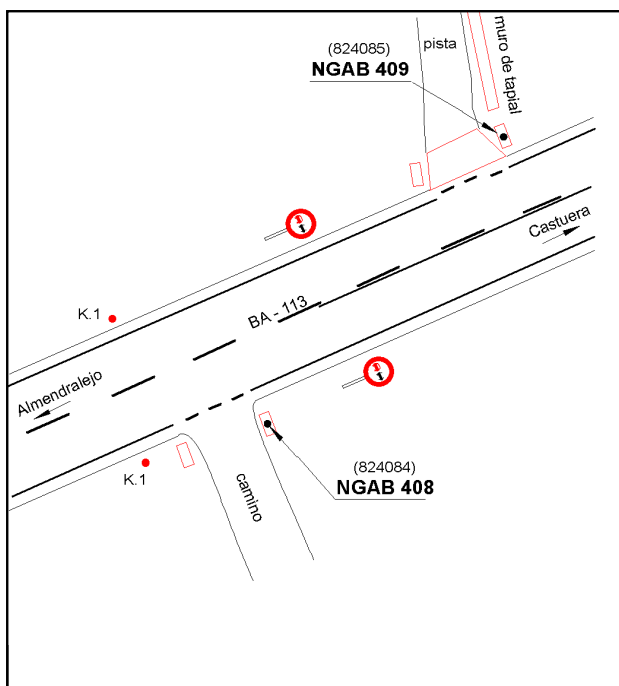 (824085)
NGAB 409
pista
muro de tapial
Castuera
K.1
BA - 113
Almendralejo
K.1
camino
(824084)
NGAB 408